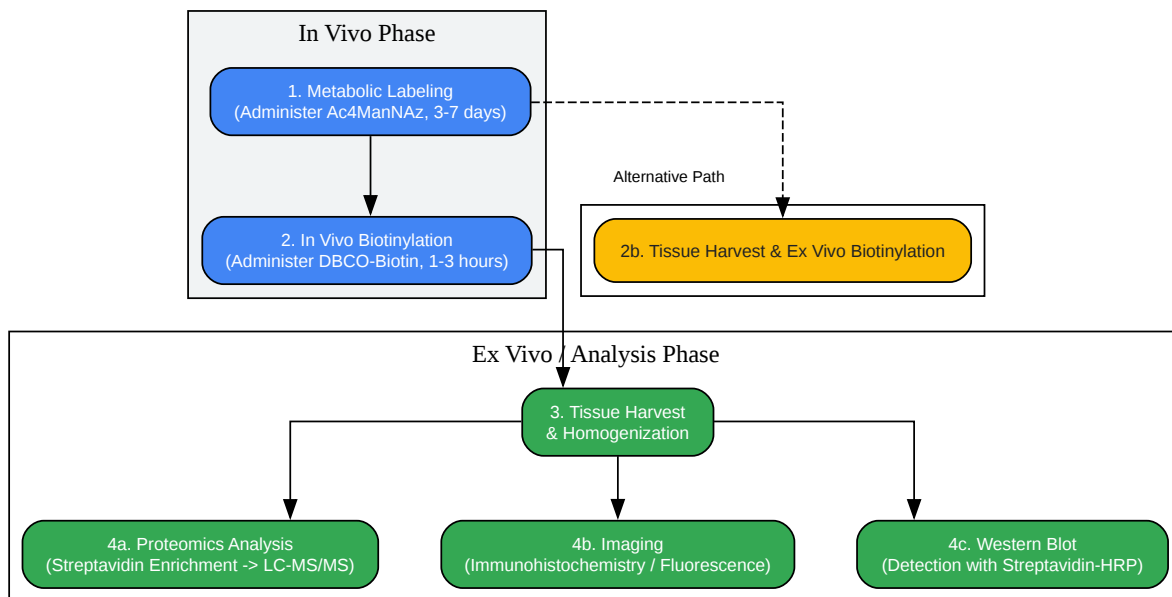 In Vivo Phase
1. Metabolic Labeling
(Administer Ac4ManNAz, 3-7 days)
Alternative Path
2. In Vivo Biotinylation
(Administer DBCO-Biotin, 1-3 hours)
2b. Tissue Harvest & Ex Vivo Biotinylation
Ex Vivo / Analysis Phase
3. Tissue Harvest
& Homogenization
4a. Proteomics Analysis
(Streptavidin Enrichment -> LC-MS/MS)
4b. Imaging
(Immunohistochemistry / Fluorescence)
4c. Western Blot
(Detection with Streptavidin-HRP)